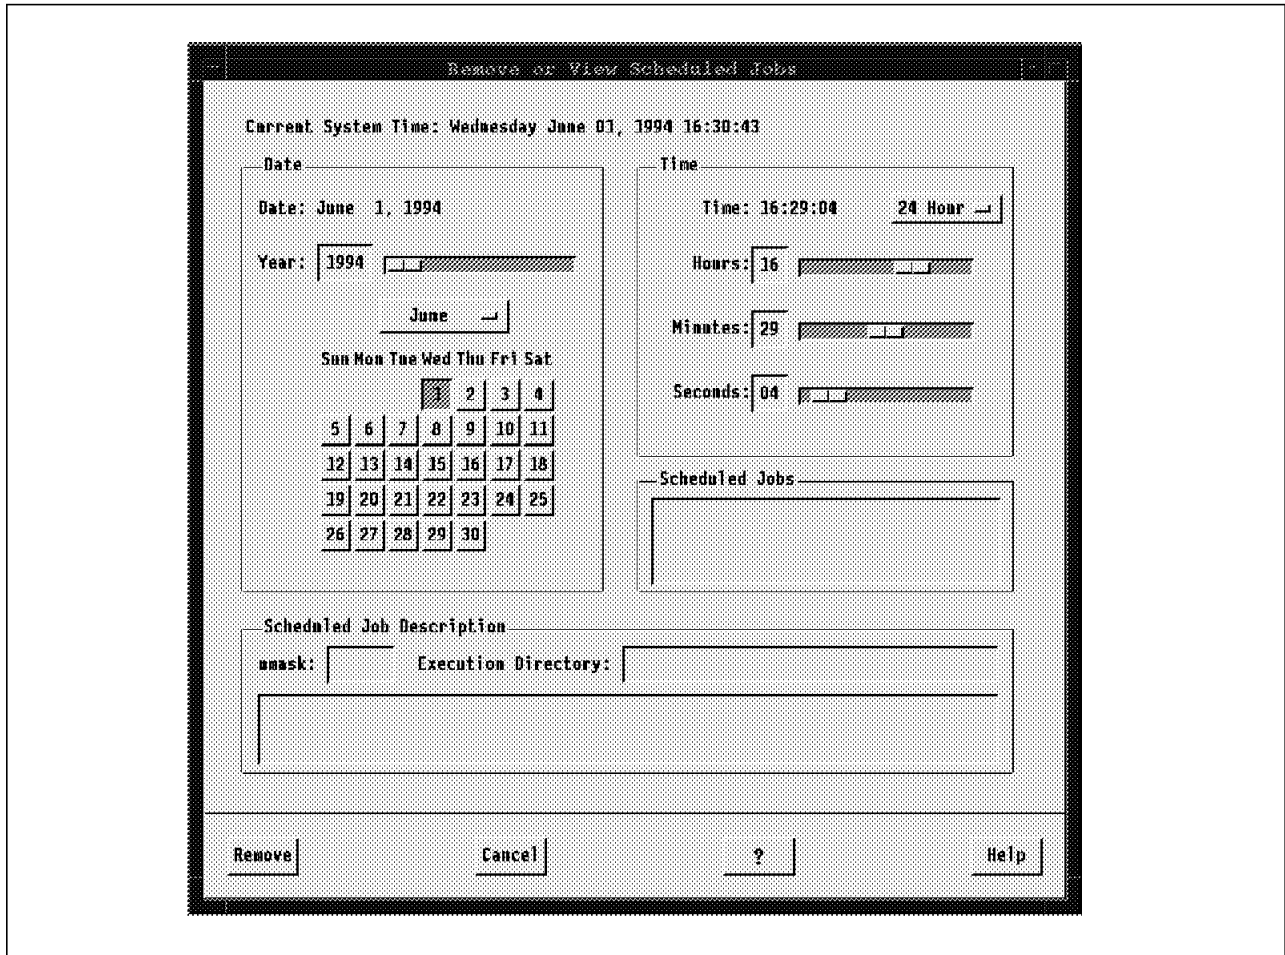 Remove or View Scheduled Jobs
Current System Time: Wednesday June 01, 1994 16:30:43
Date
Date: June 1, 1994
Year: 1994
June
Sun Mon Tue Wed Thu Fri Sat
1 2 3 4
5 6 7 8 9 10 11
12 13 14 15 16 17 18
19 20 21 22 23 24 25
26 27 28 29 30
Time
Time: 16:29:04 24 Hour
Hours: 16
Minutes: 29
Seconds: 04
Scheduled Jobs
Scheduled Job Description
umask: Execution Directory:
Remove Cancel ? Help